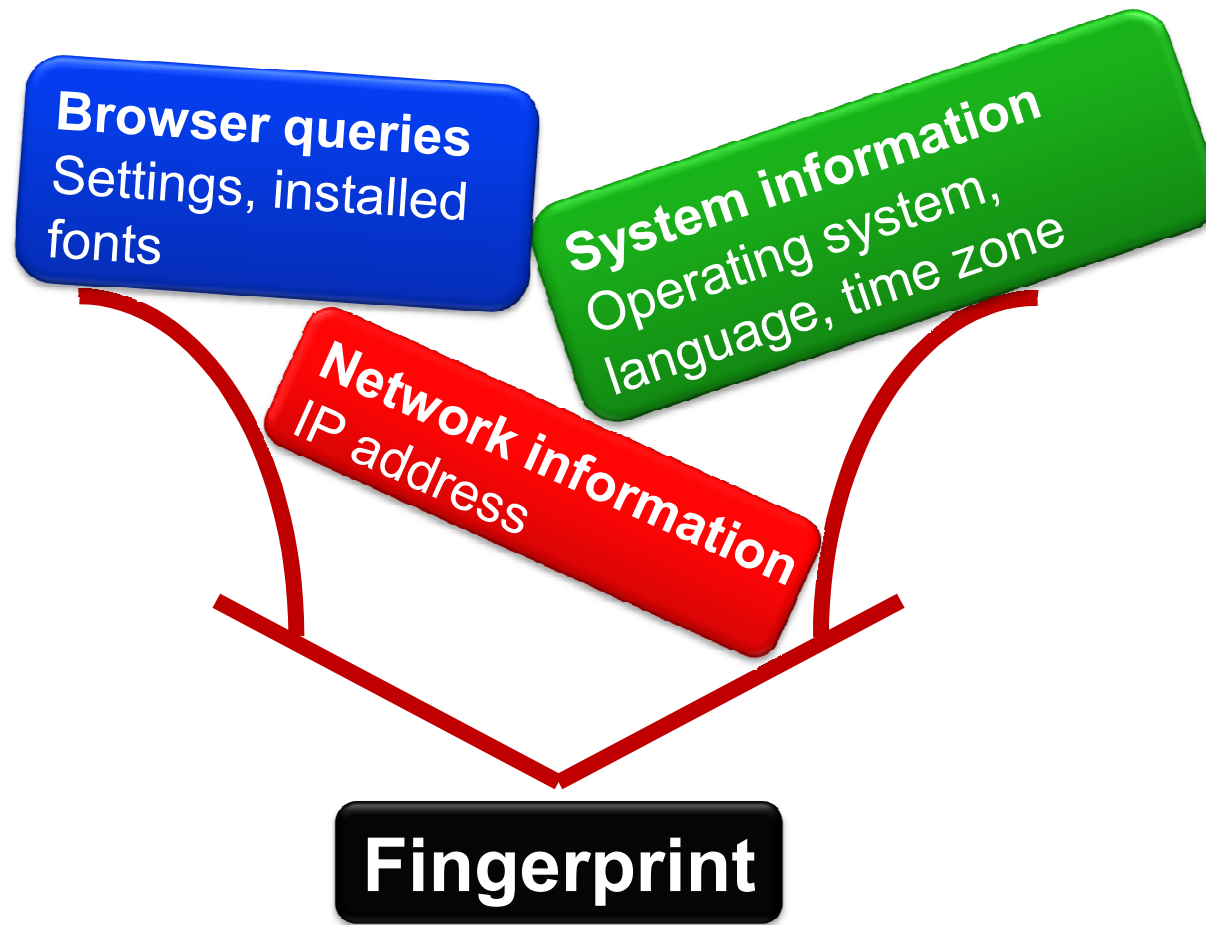 Browser queries
Settings, installed
fonts
System information
Operating system,
language, time zone
Network information
IP address
Fingerprint